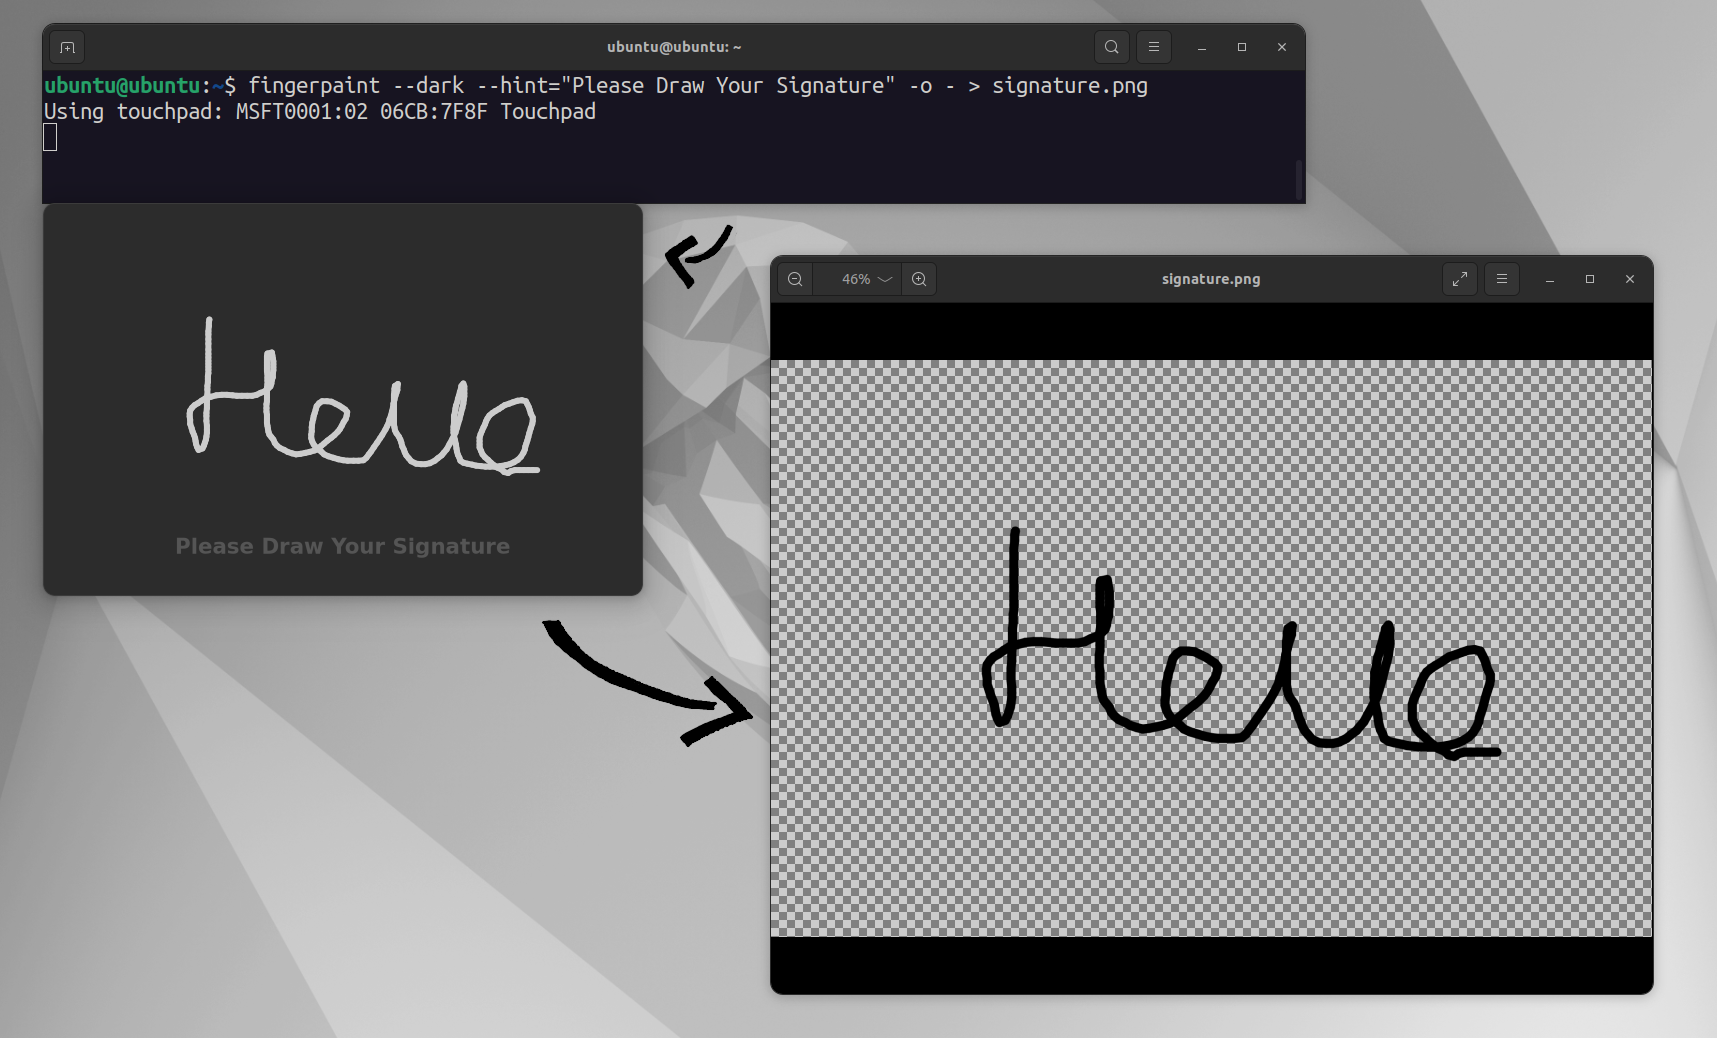 ubuntu@ubuntu: ~
ubuntu@ubuntu:~$ fingerpaint --dark --hint="Please Draw Your Signature" -o - > signature.png
Using touchpad: MSFT0001:02 06CB:7F8F Touchpad
Hello
Please Draw Your Signature
46%
signature.png
Hello